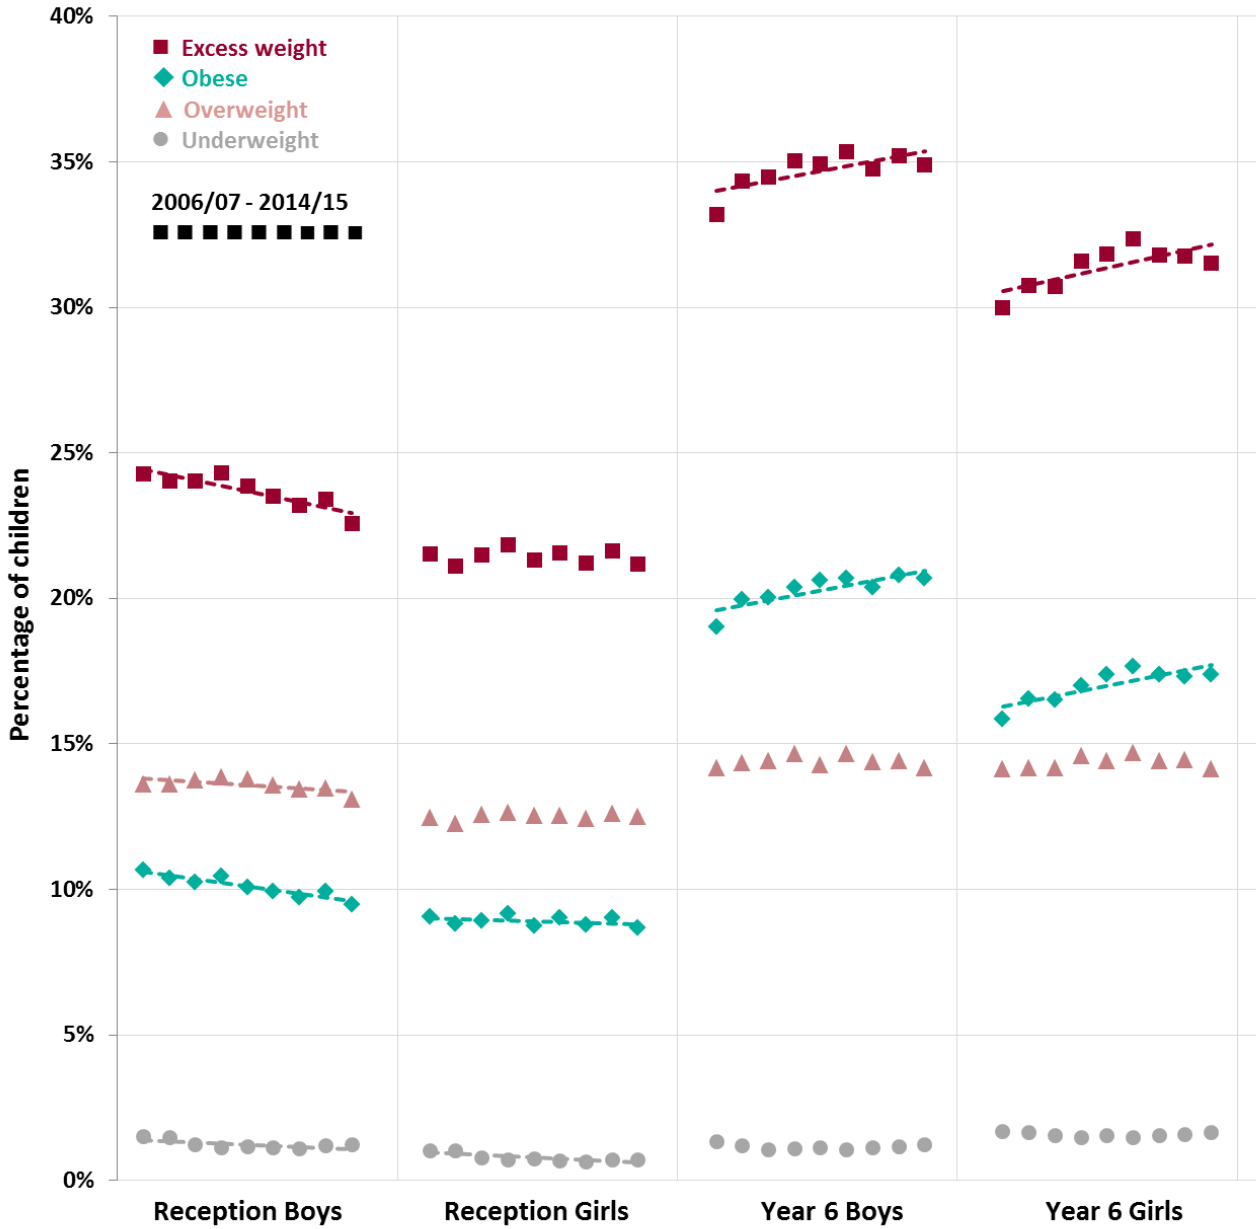 40%
Excess weight
Obese
Overweight
Underweight
35%
2006/07 - 2014/15
30%
25%
20%
15%
10%
5%
0%
Percentage of children
Reception Boys
Reception Girls
Year 6 Boys
Year 6 Girls